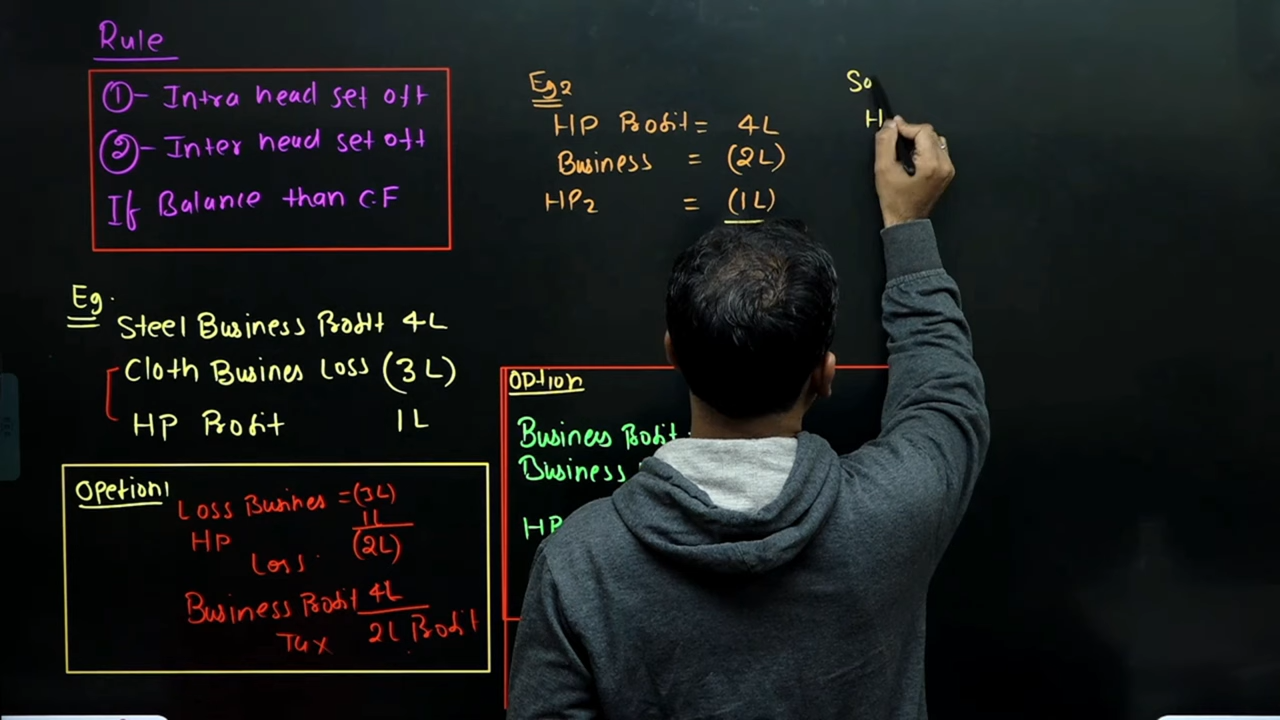 Rule
① - Intra head set off
② - Inter head set off
If Balance than C.F
Eg.
Steel Business Profit 4L
Cloth Busines Loss (3L)
HP Profit 1L
Opetion1
Loss Busines = (3L)
HP 1L
Loss (2L)
Business Profit 4L
Tax 2L Profit
Eg2
HP Profit = 4L
Business = (2L)
HP2 = (1L)
Option
Business Profit
Business
HP
So
H